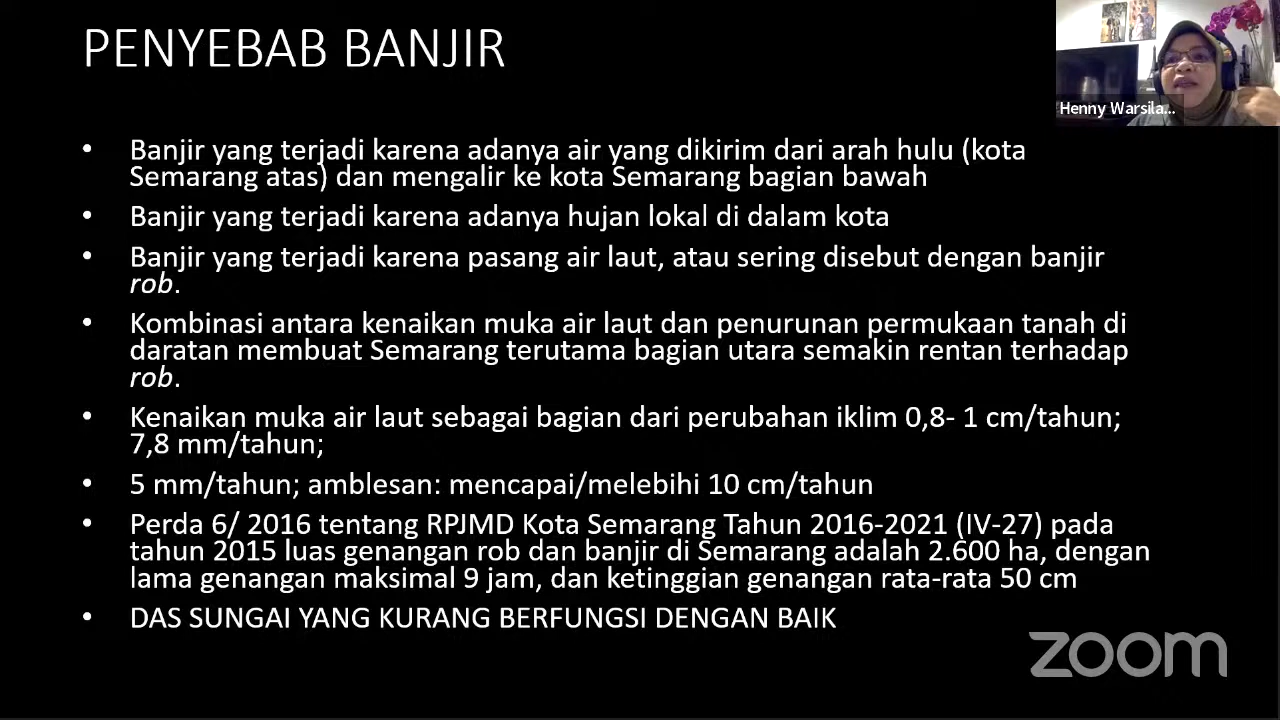 PENYEBAB BANJIR
Henny Warsila...
• Banjir yang terjadi karena adanya air yang dikirim dari arah hulu (kota
Semarang atas) dan mengalir ke kota Semarang bagian bawah
• Banjir yang terjadi karena adanya hujan lokal di dalam kota
• Banjir yang terjadi karena pasang air laut, atau sering disebut dengan banjir
rob.
• Kombinasi antara kenaikan muka air laut dan penurunan permukaan tanah di
daratan membuat Semarang terutama bagian utara semakin rentan terhadap
rob.
• Kenaikan muka air laut sebagai bagian dari perubahan iklim 0,8- 1 cm/tahun;
7,8 mm/tahun;
• 5 mm/tahun; amblesan: mencapai/melebihi 10 cm/tahun
• Perda 6/ 2016 tentang RPJMD Kota Semarang Tahun 2016-2021 (IV-27) pada
tahun 2015 luas genangan rob dan banjir di Semarang adalah 2.600 ha, dengan
lama genangan maksimal 9 jam, dan ketinggian genangan rata-rata 50 cm
• DAS SUNGAI YANG KURANG BERFUNGSI DENGAN BAIK
zoom